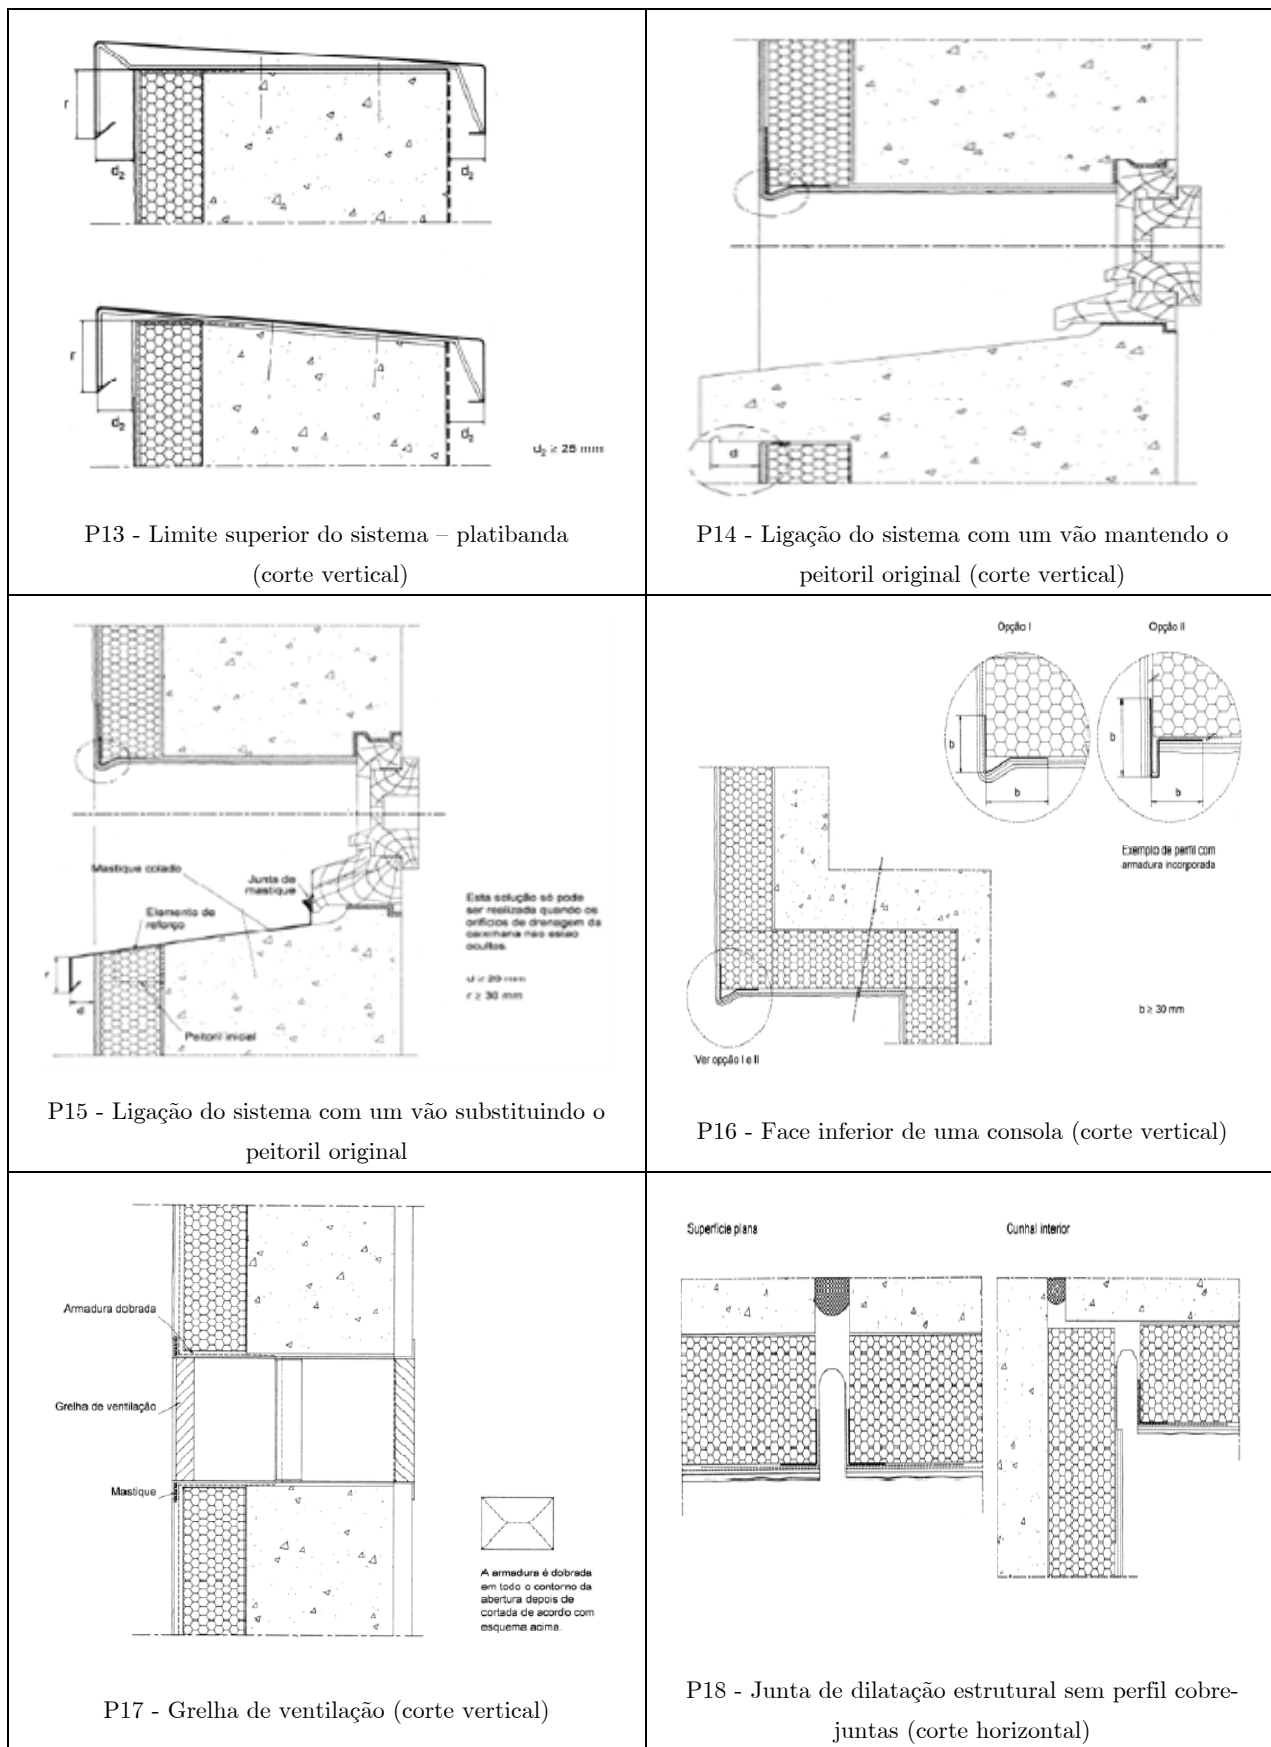 r
d₂
d₂
r
d₂
d₂
d₂ ≥ 25 mm
P13 - Limite superior do sistema – platibanda
(corte vertical)
d
P14 - Ligação do sistema com um vão mantendo o
peitoril original (corte vertical)
Mastique colado
Junta de
mastique
Elemento de
reforço
r
d
Peitoril inicial
Esta solução só pode
ser realizada quando os
orifícios de drenagem da
caixilharia não estão
ocultos.
d ≥ 20 mm
r ≥ 30 mm
P15 - Ligação do sistema com um vão substituindo o
peitoril original
Opção I
Opção II
b
b
b
b
Exemplo de perfil com
armadura incorporada
b ≥ 30 mm
Ver opção I e II
P16 - Face inferior de uma consola (corte vertical)
Armadura dobrada
Grelha de ventilação
Mastique
A armadura é dobrada
em todo o contorno da
abertura depois de
cortada de acordo com
esquema acima.
P17 - Grelha de ventilação (corte vertical)
Superfície plana
Cunhal interior
P18 - Junta de dilatação estrutural sem perfil cobre-
juntas (corte horizontal)